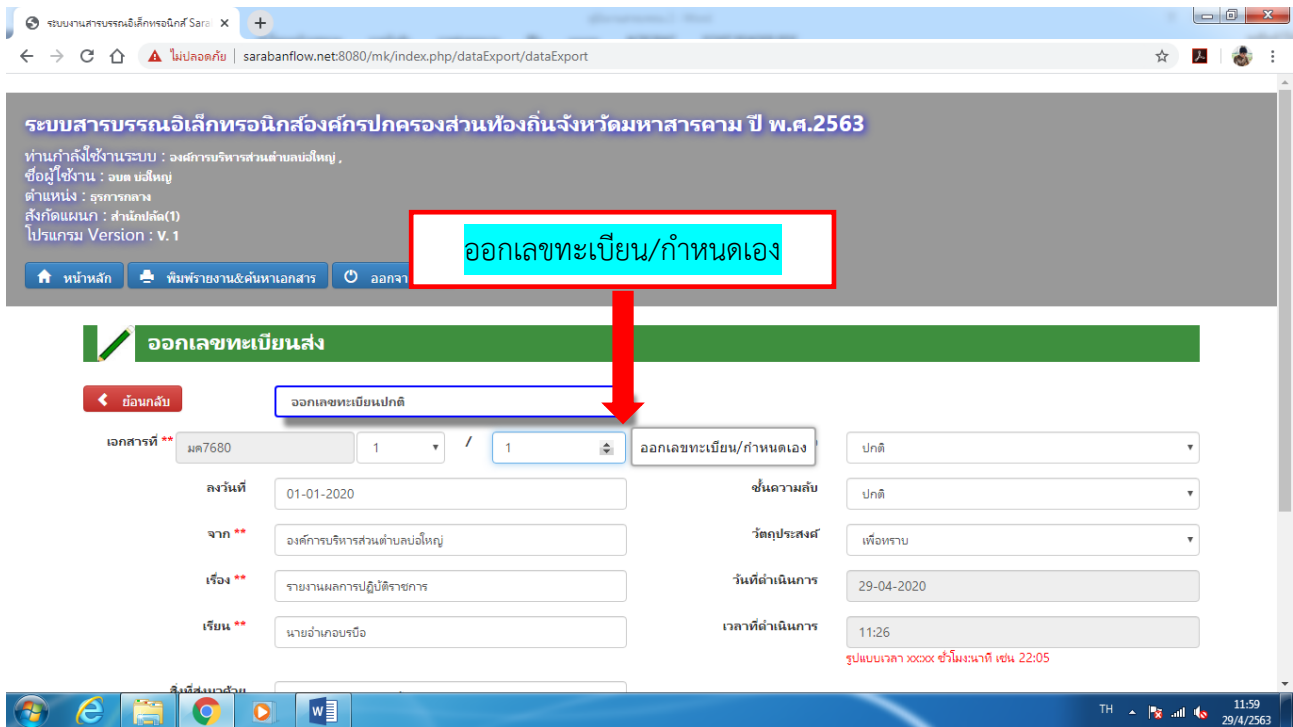 ระบบงานสารบรรณอิเล็กทรอนิกส์ Sara
ไม่ปลอดภัย | sarabanflow.net:8080/mk/index.php/dataExport/dataExport
ระบบสารบรรณอิเล็กทรอนิกส์องค์กรปกครองส่วนท้องถิ่นจังหวัดมหาสารคาม ปี พ.ศ.2563
ท่านกำลังใช้งานระบบ : องค์การบริหารส่วนตำบลบ่อใหญ่ ,
ชื่อผู้ใช้งาน : อบต บ่อใหญ่
ตำแหน่ง : ธุรการกลาง
สังกัดแผนก : สำนักปลัด(1)
โปรแกรม Version : V. 1
ออกเลขทะเบียน/กำหนดเอง
หน้าหลัก พิมพ์รายงาน&ค้นหาเอกสาร ออกจา
ออกเลขทะเบียนส่ง
ย้อนกลับ ออกเลขทะเบียนปกติ
เอกสารที่ ** มค7680 1 / 1 ออกเลขทะเบียน/กำหนดเอง ปกติ
ลงวันที่ 01-01-2020 ชั้นความลับ ปกติ
จาก ** องค์การบริหารส่วนตำบลบ่อใหญ่ วัตถุประสงค์ เพื่อทราบ
เรื่อง ** รายงานผลการปฏิบัติราชการ วันที่ดำเนินการ 29-04-2020
เรียน ** นายอำเภอบรบือ เวลาที่ดำเนินการ 11:26
รูปแบบเวลา xx:xx ชั่วโมง:นาที เช่น 22:05
สิ่งที่ส่งมาด้วย
TH 11:59
29/4/2563